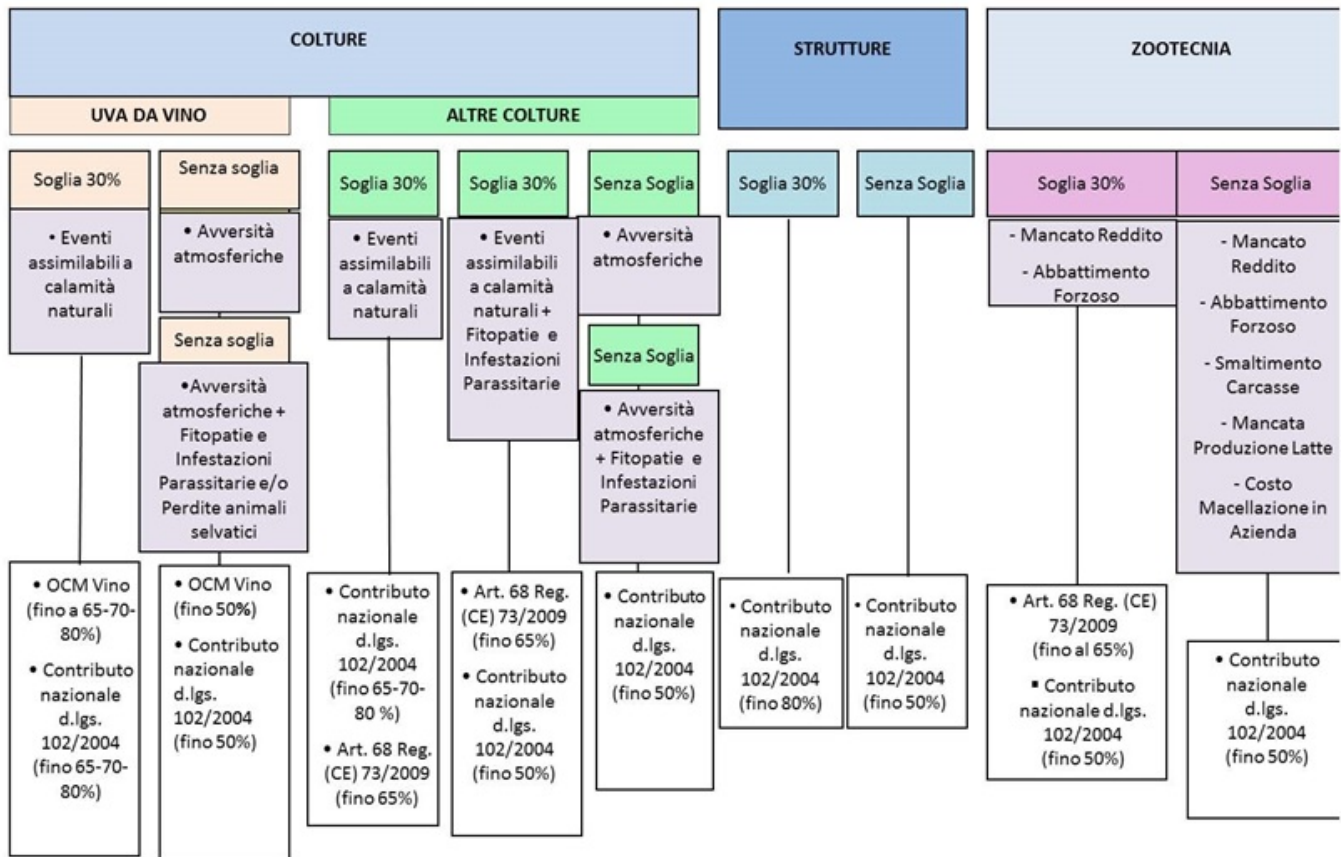 COLTURE
STRUTTURE
ZOOTECNIA
UVA DA VINO
ALTRE COLTURE
Soglia 30%
• Eventi
assimilabili a
calamità
naturali
• OCM Vino
(fino a 65-70-
80%)
• Contributo
nazionale
d.lgs.
102/2004
(fino 65-70-
80%)
Senza soglia
• Avversità
atmosferiche
Senza soglia
•Avversità
atmosferiche +
Fitopatie e
Infestazioni
Parassitarie e/o
Perdite animali
selvatici
• OCM Vino
(fino 50%)
• Contributo
nazionale
d.lgs.
102/2004
(fino 50%)
Soglia 30%
• Eventi
assimilabili
a calamità
naturali
• Contributo
nazionale
d.lgs.
102/2004
(fino 65-70-
80 %)
• Art. 68 Reg.
(CE) 73/2009
(fino 65%)
Soglia 30%
• Eventi
assimilabili
a calamità
naturali +
Fitopatie e
Infestazioni
Parassitarie
• Art. 68 Reg.
(CE) 73/2009
(fino 65%)
• Contributo
nazionale
d.lgs.
102/2004
(fino 50%)
Senza Soglia
• Avversità
atmosferiche
Senza Soglia
• Avversità
atmosferiche
+ Fitopatie e
Infestazioni
Parassitarie
• Contributo
nazionale
d.lgs.
102/2004
(fino 50%)
Soglia 30%
• Contributo
nazionale
d.lgs.
102/2004
(fino 80%)
Senza Soglia
• Contributo
nazionale
d.lgs.
102/2004
(fino 50%)
Soglia 30%
- Mancato Reddito
- Abbattimento
Forzoso
• Art. 68 Reg. (CE)
73/2009
(fino al 65%)
▪ Contributo
nazionale d.lgs.
102/2004
(fino 50%)
Senza Soglia
- Mancato
Reddito
- Abbattimento
Forzoso
- Smaltimento
Carcasse
- Mancata
Produzione Latte
- Costo
Macellazione in
Azienda
• Contributo
nazionale
d.lgs.
102/2004
(fino 50%)